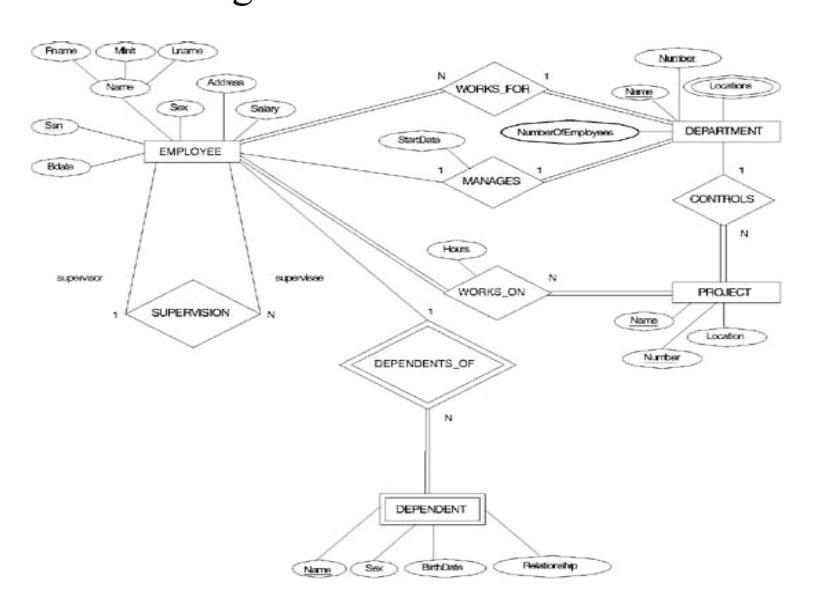 Fname Minit Lname
Number
N WORKS_FOR 1
Name Address
Name Locations
Sex Salary
Ssn
NumberOfEmployees DEPARTMENT
StartDate
EMPLOYEE
Bdate
1 MANAGES 1
1
CONTROLS
N
Hours
supervisor supervisee
N
WORKS_ON PROJECT
1 SUPERVISION N
1
Name
Location
Number
DEPENDENTS_OF
N
DEPENDENT
Name Sex BirthDate Relationship